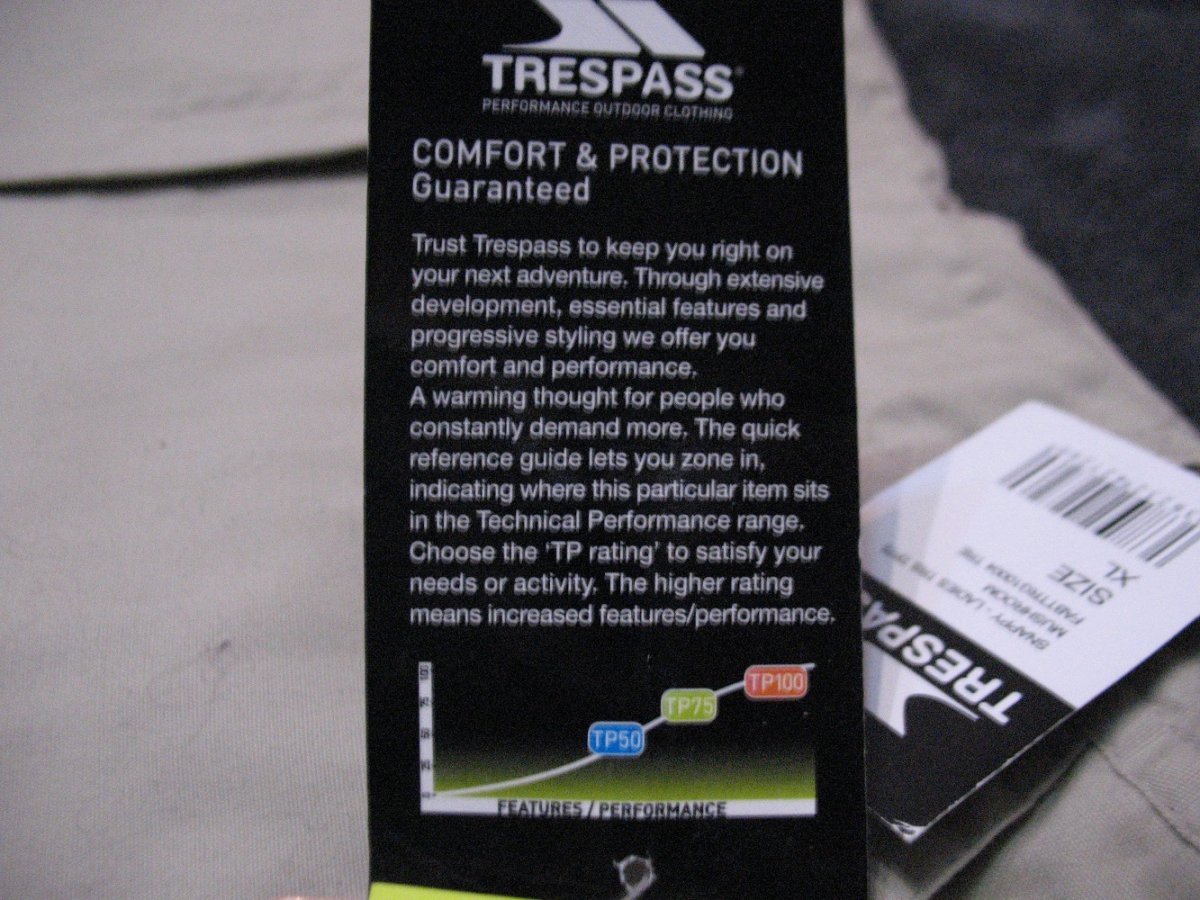 TRESPASS
PERFORMANCE OUTDOOR CLOTHING
COMFORT & PROTECTION
Guaranteed
Trust Trespass to keep you right on
your next adventure. Through extensive
development, essential features and
progressive styling we offer you
comfort and performance.
A warming thought for people who
constantly demand more. The quick
reference guide lets you zone in,
indicating where this particular item sits
in the Technical Performance range.
Choose the ‘TP rating’ to satisfy your
needs or activity. The higher rating
means increased features/performance.
TP100
TP75
TP50
FEATURES / PERFORMANCE
TRESPASS
SNAPPY - LADIES
MUSHROOM
SIZE
XL